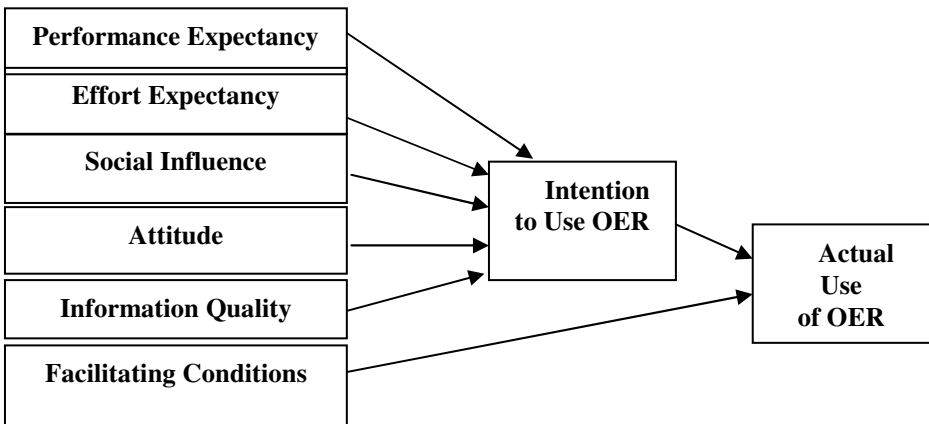 Performance Expectancy
Effort Expectancy
Social Influence
Attitude
Information Quality
Facilitating Conditions
Intention
to Use OER
Actual
Use
of OER